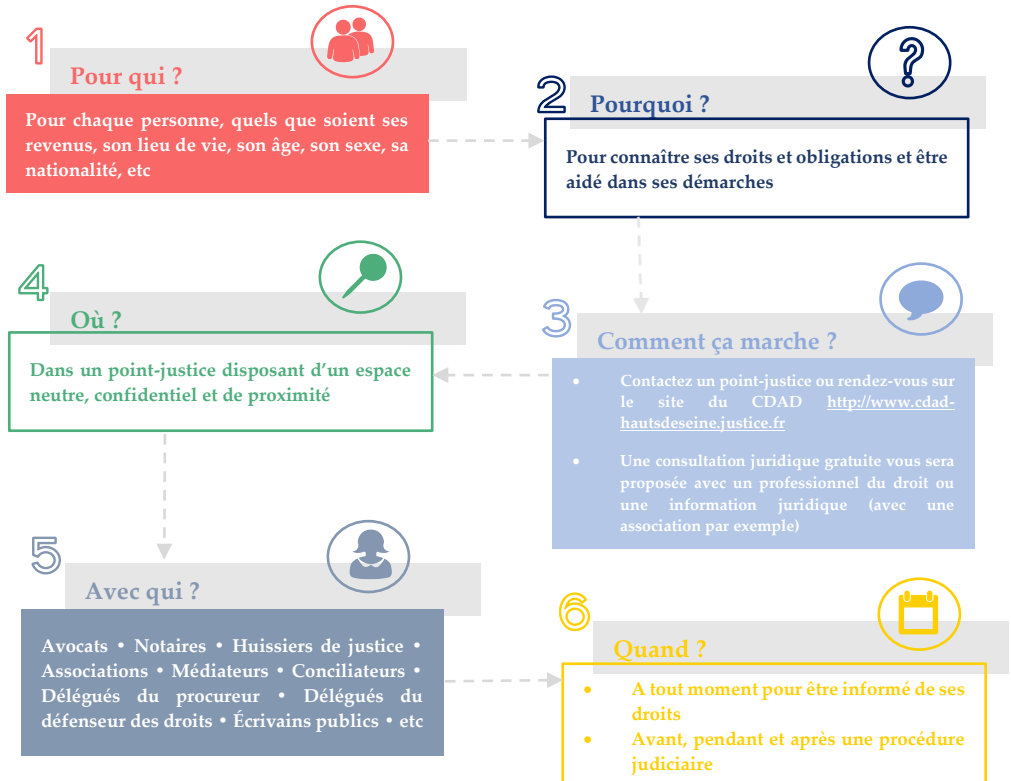 1
Pour qui ?
Pour chaque personne, quels que soient ses
revenus, son lieu de vie, son âge, son sexe, sa
nationalité, etc
2
Pourquoi ?
Pour connaître ses droits et obligations et être
aidé dans ses démarches
3
Comment ça marche ?
• Contactez un point-justice ou rendez-vous sur
le site du CDAD http://www.cdad-
hautsdeseine.justice.fr
• Une consultation juridique gratuite vous sera
proposée avec un professionnel du droit ou
une information juridique (avec une
association par exemple)
4
Où ?
Dans un point-justice disposant d'un espace
neutre, confidentiel et de proximité
5
Avec qui ?
Avocats • Notaires • Huissiers de justice •
Associations • Médiateurs • Conciliateurs •
Délégués du procureur • Délégués du
défenseur des droits • Écrivains publics • etc
6
Quand ?
• A tout moment pour être informé de ses
droits
• Avant, pendant et après une procédure
judiciaire